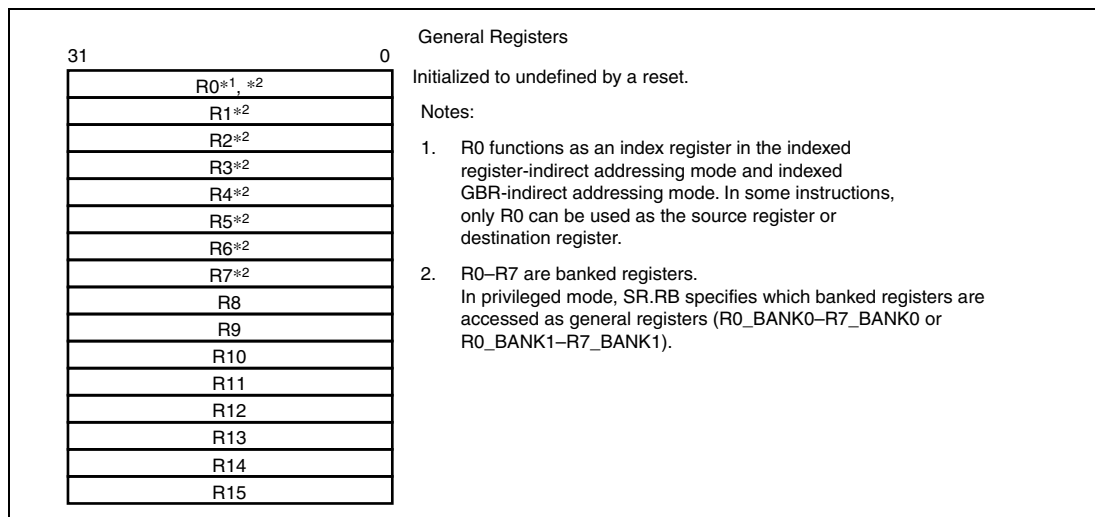 31 0
R0*1, *2
R1*2
R2*2
R3*2
R4*2
R5*2
R6*2
R7*2
R8
R9
R10
R11
R12
R13
R14
R15
General Registers
Initialized to undefined by a reset.
Notes:
1. R0 functions as an index register in the indexed
register-indirect addressing mode and indexed
GBR-indirect addressing mode. In some instructions,
only R0 can be used as the source register or
destination register.
2. R0–R7 are banked registers.
In privileged mode, SR.RB specifies which banked registers are
accessed as general registers (R0_BANK0–R7_BANK0 or
R0_BANK1–R7_BANK1).